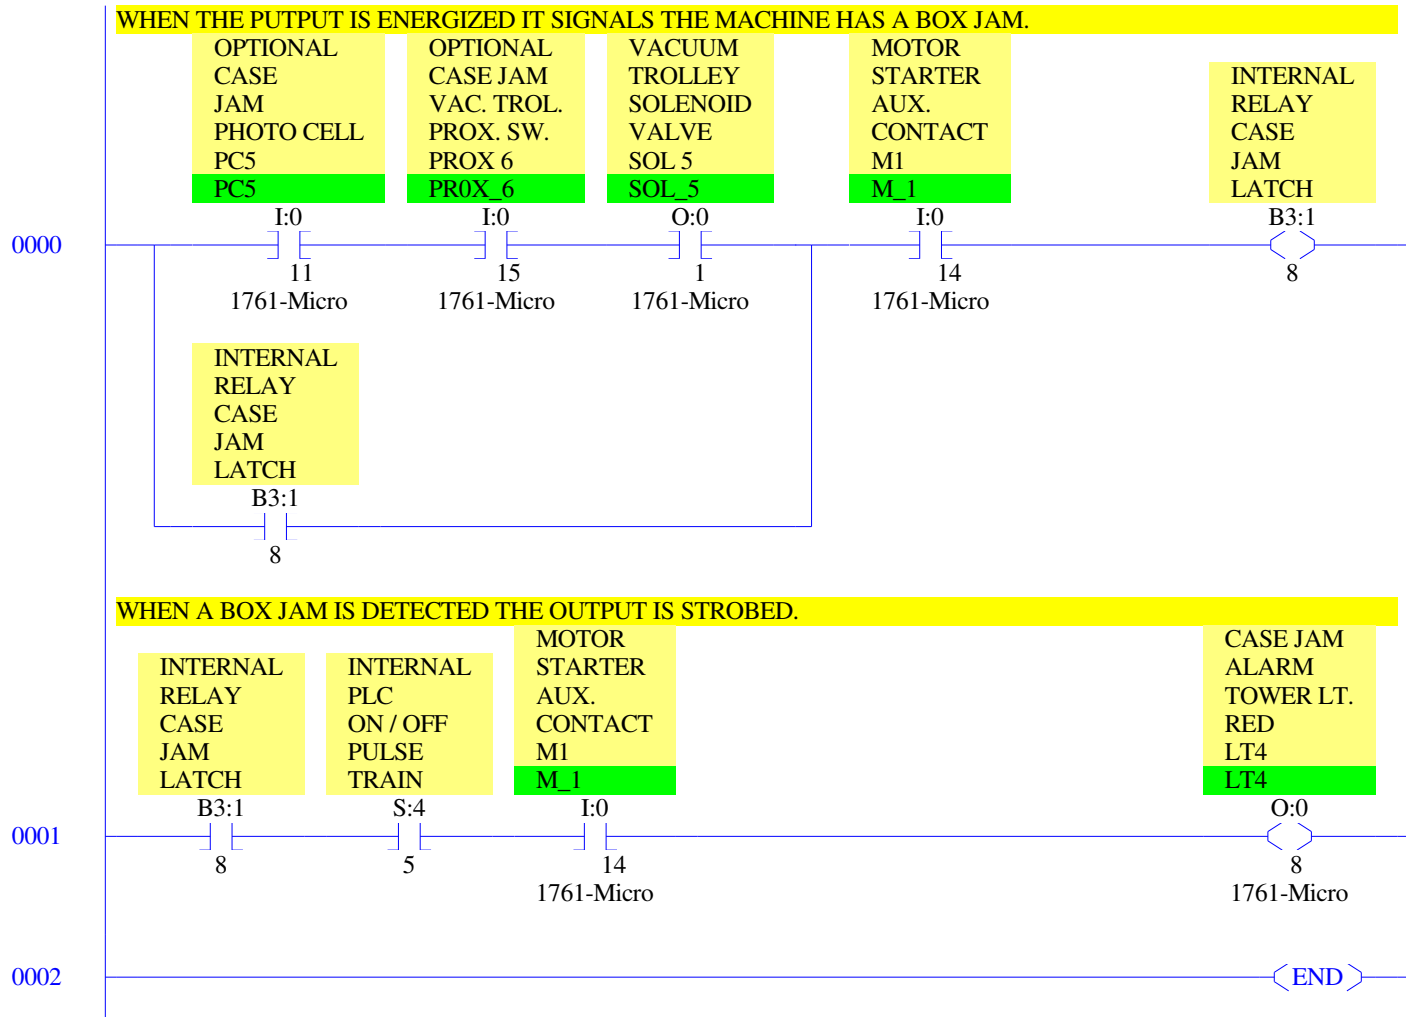 WHEN THE PUTPUT IS ENERGIZED IT SIGNALS THE MACHINE HAS A BOX JAM.
OPTIONAL
CASE
JAM
PHOTO CELL
PC5
PC5
I:0
11
1761-Micro
OPTIONAL
CASE JAM
VAC. TROL.
PROX. SW.
PROX 6
PR0X_6
I:0
15
1761-Micro
VACUUM
TROLLEY
SOLENOID
VALVE
SOL 5
SOL_5
O:0
1
1761-Micro
MOTOR
STARTER
AUX.
CONTACT
M1
M_1
I:0
14
1761-Micro
INTERNAL
RELAY
CASE
JAM
LATCH
B3:1
8
0000
INTERNAL
RELAY
CASE
JAM
LATCH
B3:1
8
WHEN A BOX JAM IS DETECTED THE OUTPUT IS STROBED.
INTERNAL
RELAY
CASE
JAM
LATCH
B3:1
8
INTERNAL
PLC
ON / OFF
PULSE
TRAIN
S:4
5
MOTOR
STARTER
AUX.
CONTACT
M1
M_1
I:0
14
1761-Micro
CASE JAM
ALARM
TOWER LT.
RED
LT4
LT4
O:0
8
1761-Micro
0001
0002
END